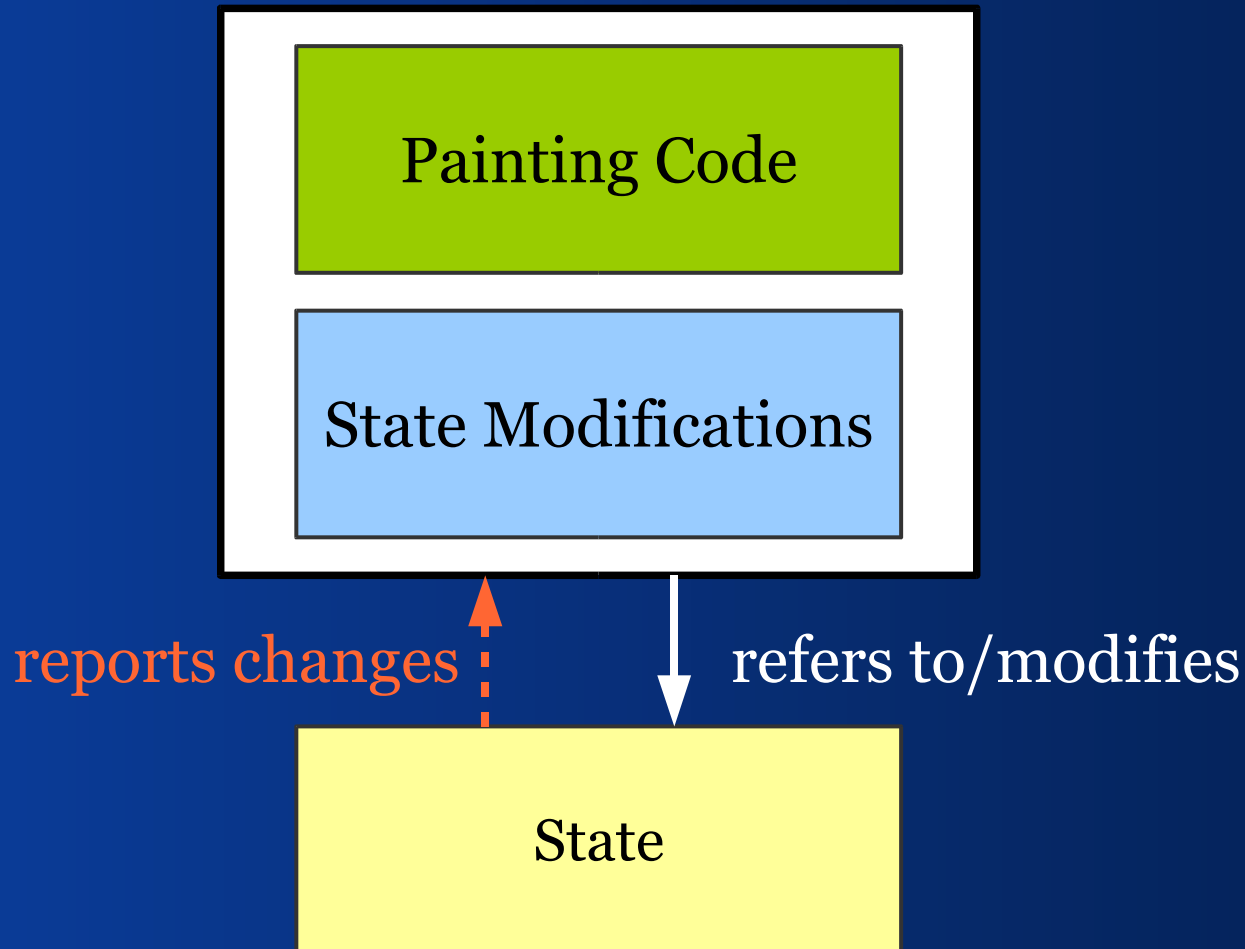 Painting Code
State Modifications
reports changes
refers to/modifies
State